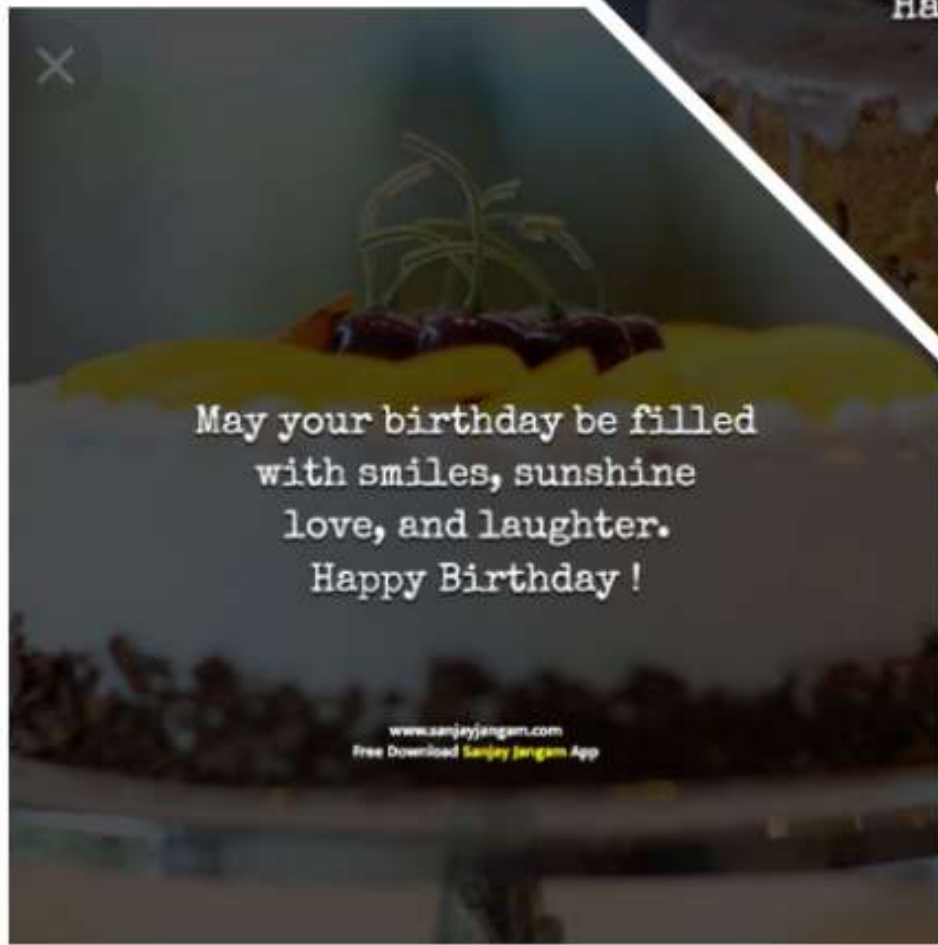 Ha
May your birthday be filled
with smiles, sunshine
love, and laughter.
Happy Birthday !
www.sanjayjangam.com
Free Download Sanjay Jangam App